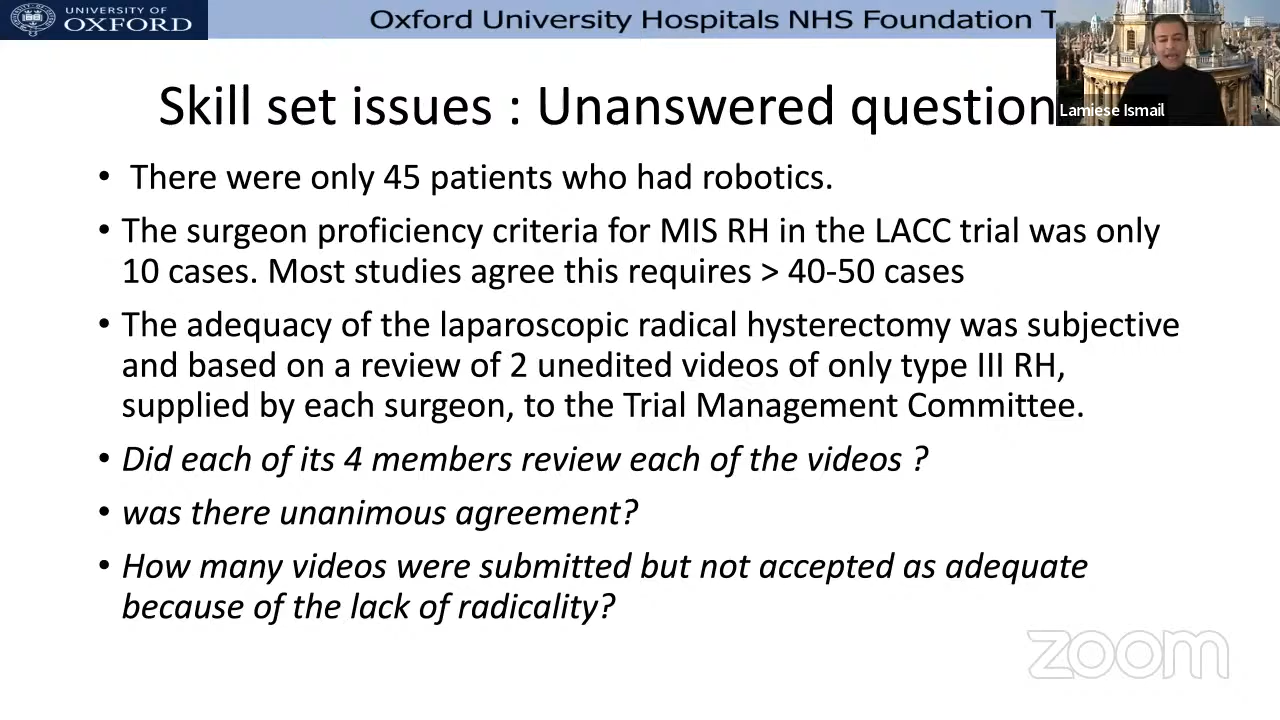 UNIVERSITY OF
OXFORD
Oxford University Hospitals NHS Foundation T
Lamiese Ismail
Skill set issues : Unanswered question
• There were only 45 patients who had robotics.
• The surgeon proficiency criteria for MIS RH in the LACC trial was only
10 cases. Most studies agree this requires > 40-50 cases
• The adequacy of the laparoscopic radical hysterectomy was subjective
and based on a review of 2 unedited videos of only type III RH,
supplied by each surgeon, to the Trial Management Committee.
• Did each of its 4 members review each of the videos ?
• was there unanimous agreement?
• How many videos were submitted but not accepted as adequate
because of the lack of radicality?
zoom